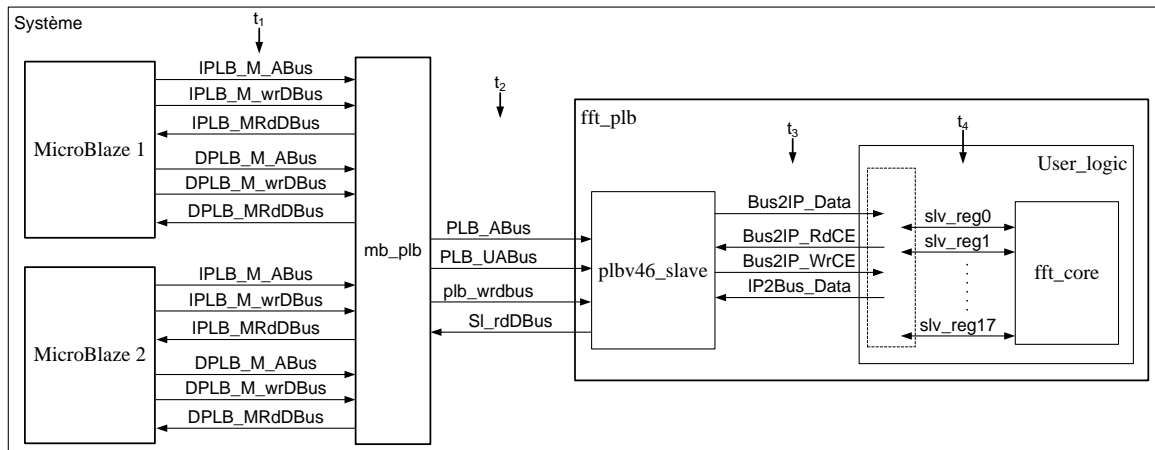 Système
t1
IPLB_M_ABus
IPLB_M_wrDBus
IPLB_MRdDBus
MicroBlaze 1
DPLB_M_ABus
DPLB_M_wrDBus
DPLB_MRdDBus
IPLB_M_ABus
IPLB_M_wrDBus
IPLB_MRdDBus
MicroBlaze 2
DPLB_M_ABus
DPLB_M_wrDBus
DPLB_MRdDBus
mb_plb
t2
PLB_ABus
PLB_UABus
plb_wrdbus
Sl_rdDBus
fft_plb
t3
t4
User_logic
plbv46_slave
Bus2IP_Data
Bus2IP_RdCE
Bus2IP_WrCE
IP2Bus_Data
slv_reg0
slv_reg1
slv_reg17
fft_core